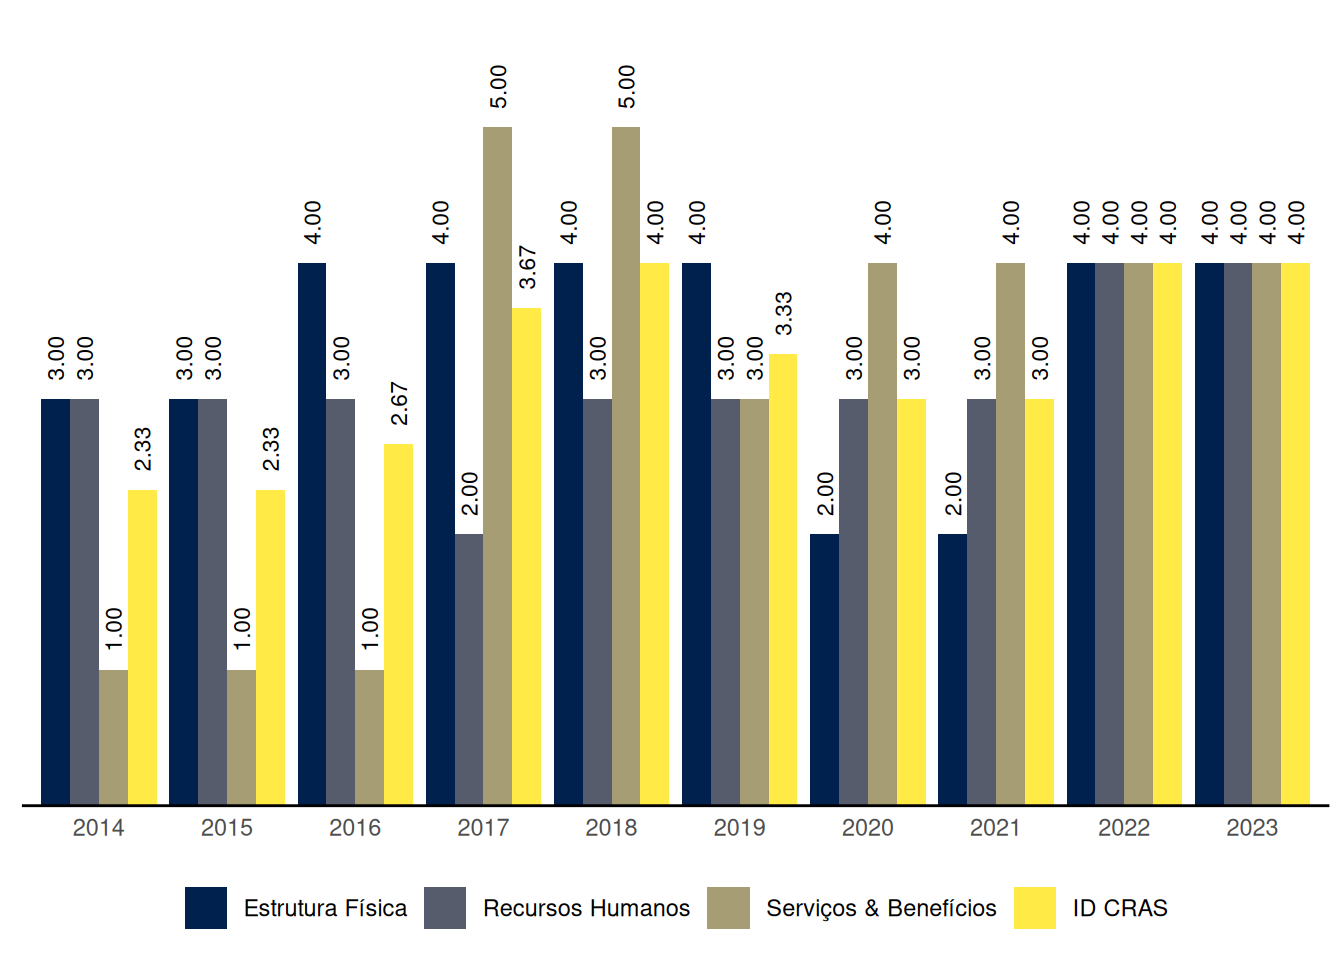 5.00 5.00
4.00 4.00 4.00 4.00 4.00 4.00 4.00 4.00 4.00 4.00 4.00 4.00 4.00 4.00 4.00
3.67
3.33
3.00 3.00 3.00 3.00 3.00 3.00 3.00 3.00 3.00 3.00 3.00 3.00
2.67
2.33 2.33
2.00 2.00 2.00
1.00 1.00 1.00
2014 2015 2016 2017 2018 2019 2020 2021 2022 2023
Estrutura Física Recursos Humanos Serviços & Benefícios ID CRAS